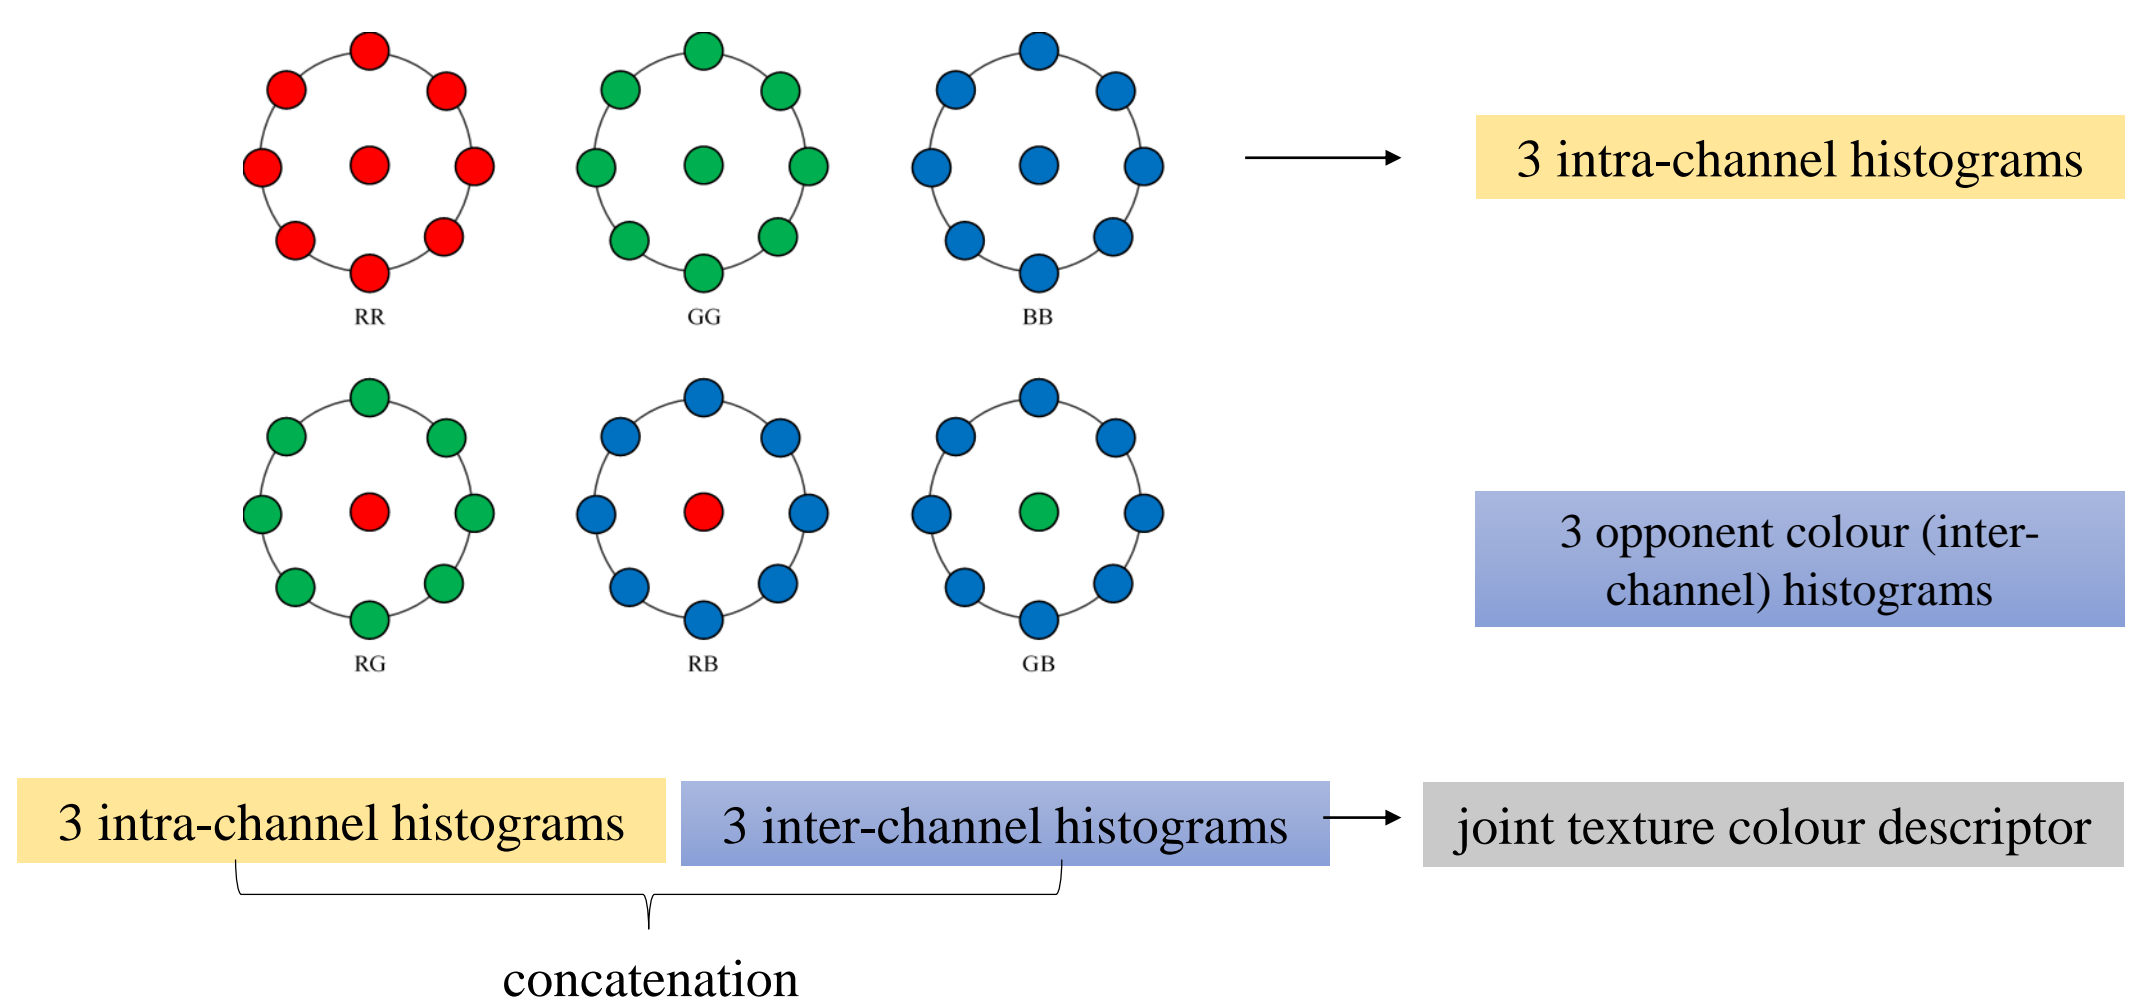 RR
GG
BB
3 intra-channel histograms
RG
RB
GB
3 opponent colour (inter-
channel) histograms
3 intra-channel histograms
3 inter-channel histograms
joint texture colour descriptor
concatenation